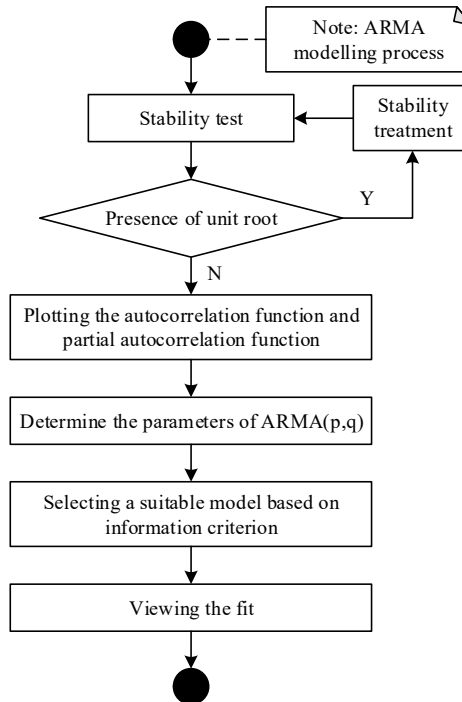 Note: ARMA
modelling process
Stability test
Stability
treatment
Presence of unit root
Y
N
Plotting the autocorrelation function and
partial autocorrelation function
Determine the parameters of ARMA(p,q)
Selecting a suitable model based on
information criterion
Viewing the fit